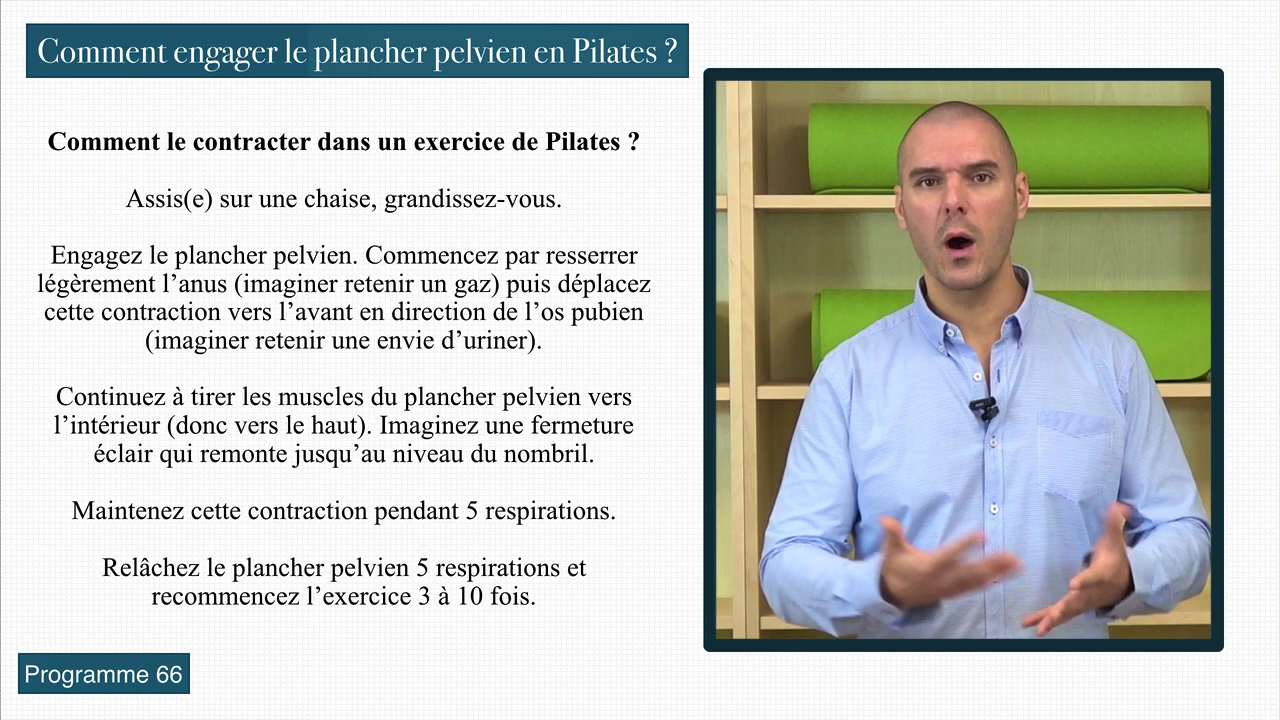 Comment engager le plancher pelvien en Pilates ?
Comment le contracter dans un exercice de Pilates ?
Assis(e) sur une chaise, grandissez-vous.
Engagez le plancher pelvien. Commencez par resserrer
légèrement l’anus (imaginer retenir un gaz) puis déplacez
cette contraction vers l’avant en direction de l’os pubien
(imaginer retenir une envie d’uriner).
Continuez à tirer les muscles du plancher pelvien vers
l’intérieur (donc vers le haut). Imaginez une fermeture
éclair qui remonte jusqu’au niveau du nombril.
Maintenez cette contraction pendant 5 respirations.
Relâchez le plancher pelvien 5 respirations et
recommencez l’exercice 3 à 10 fois.
Programme 66